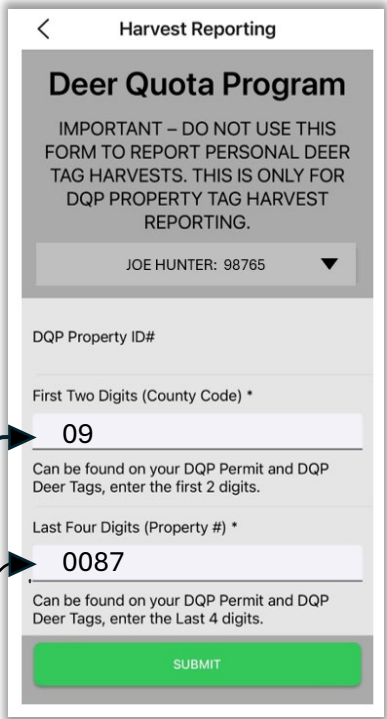 Harvest Reporting
Deer Quota Program
IMPORTANT – DO NOT USE THIS
FORM TO REPORT PERSONAL DEER
TAG HARVESTS. THIS IS ONLY FOR
DQP PROPERTY TAG HARVEST
REPORTING.
JOE HUNTER: 98765
DQP Property ID#
First Two Digits (County Code) *
09
Can be found on your DQP Permit and DQP
Deer Tags, enter the first 2 digits.
Last Four Digits (Property #) *
0087
Can be found on your DQP Permit and DQP
Deer Tags, enter the Last 4 digits.
SUBMIT